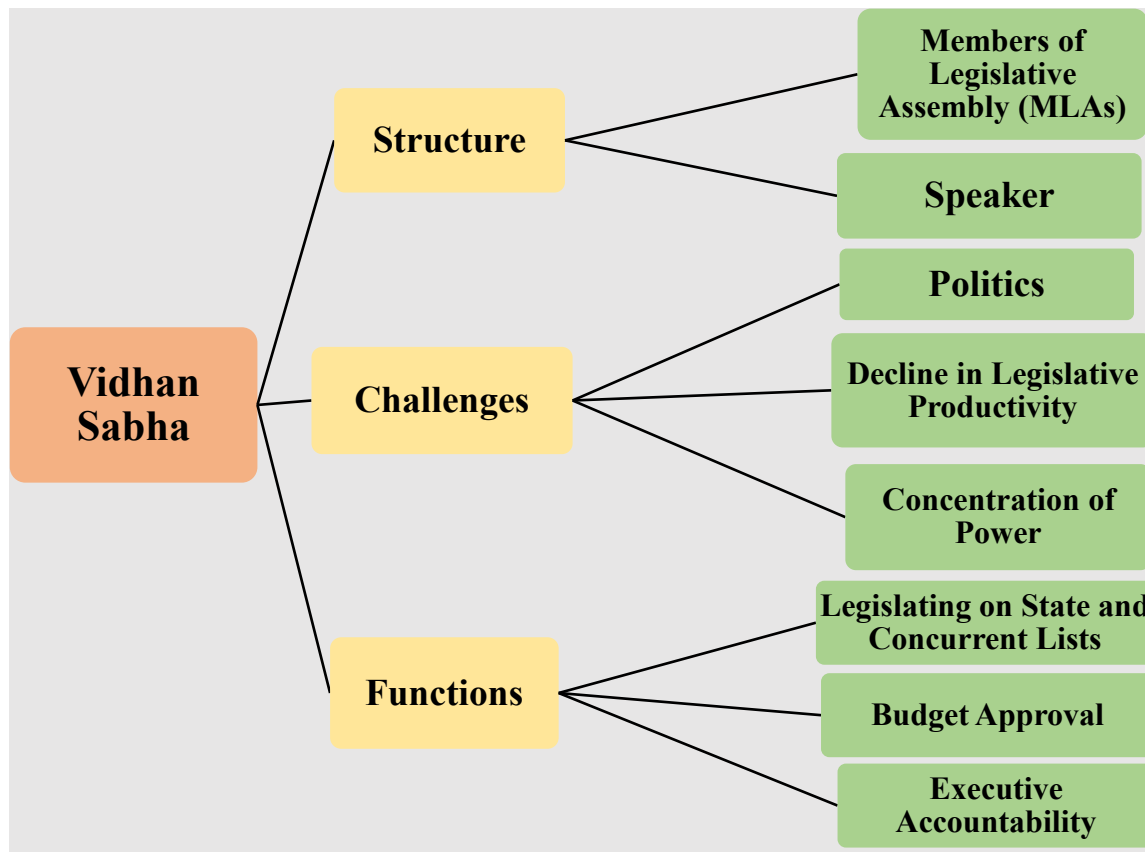 Vidhan
Sabha
Structure
Members of
Legislative
Assembly (MLAs)
Speaker
Challenges
Politics
Decline in Legislative
Productivity
Concentration of
Power
Functions
Legislating on State and
Concurrent Lists
Budget Approval
Executive
Accountability